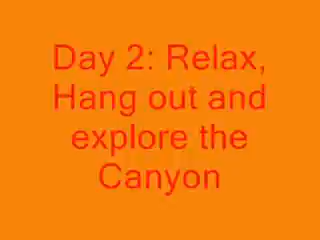 Day 2: Relax,
Hang out and
explore the
Canyon